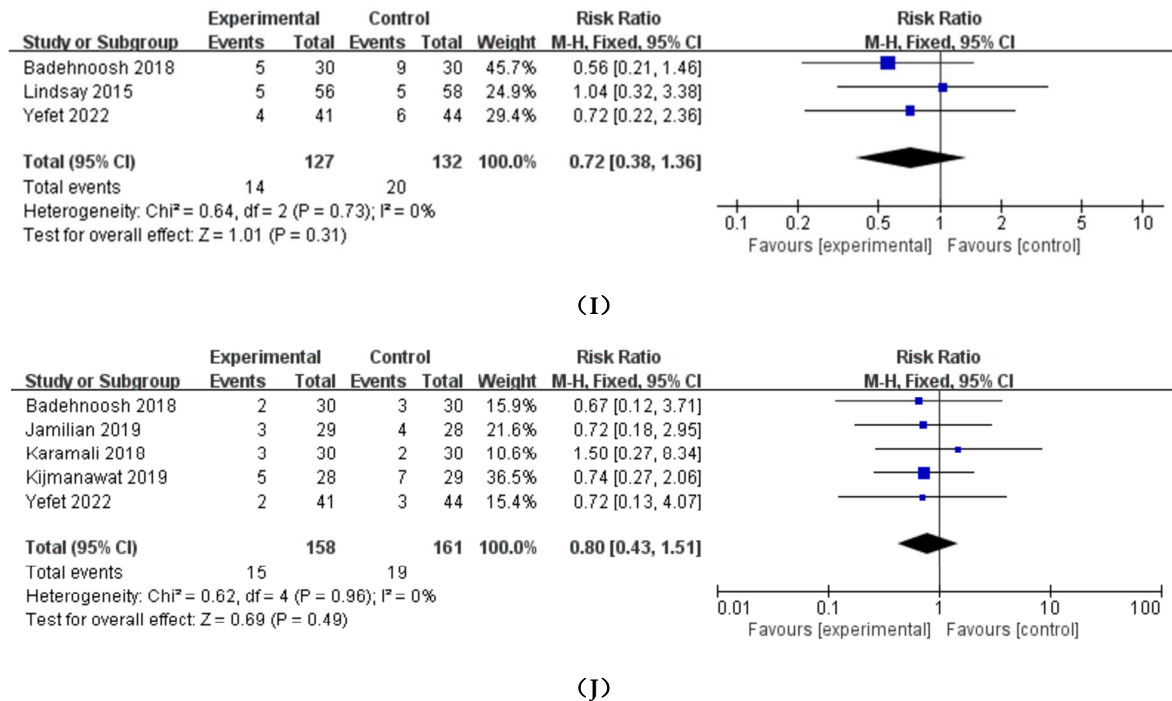 Experimental Control Risk Ratio Risk Ratio
Study or Subgroup Events Total Events Total Weight M-H, Fixed, 95% CI M-H, Fixed, 95% CI
Badehnoosh 2018 5 30 9 30 45.7% 0.56 [0.21, 1.46]
Lindsay 2015 5 56 5 58 24.9% 1.04 [0.32, 3.38]
Yefet 2022 4 41 6 44 29.4% 0.72 [0.22, 2.36]
Total (95% CI) 127 132 100.0% 0.72 [0.38, 1.36]
Total events 14 20
Heterogeneity: Chi² = 0.64, df = 2 (P = 0.73); I² = 0%
Test for overall effect: Z = 1.01 (P = 0.31)
0.1 0.2 0.5 1 2 5 10
Favours [experimental] Favours [control]
(I)
Experimental Control Risk Ratio Risk Ratio
Study or Subgroup Events Total Events Total Weight M-H, Fixed, 95% CI M-H, Fixed, 95% CI
Badehnoosh 2018 2 30 3 30 15.9% 0.67 [0.12, 3.71]
Jamilian 2019 3 29 4 28 21.6% 0.72 [0.18, 2.95]
Karamali 2018 3 30 2 30 10.6% 1.50 [0.27, 8.34]
Kijmanawat 2019 5 28 7 29 36.5% 0.74 [0.27, 2.06]
Yefet 2022 2 41 3 44 15.4% 0.72 [0.13, 4.07]
Total (95% CI) 158 161 100.0% 0.80 [0.43, 1.51]
Total events 15 19
Heterogeneity: Chi² = 0.62, df = 4 (P = 0.96); I² = 0%
Test for overall effect: Z = 0.69 (P = 0.49)
0.01 0.1 1 10 100
Favours [experimental] Favours [control]
(J)